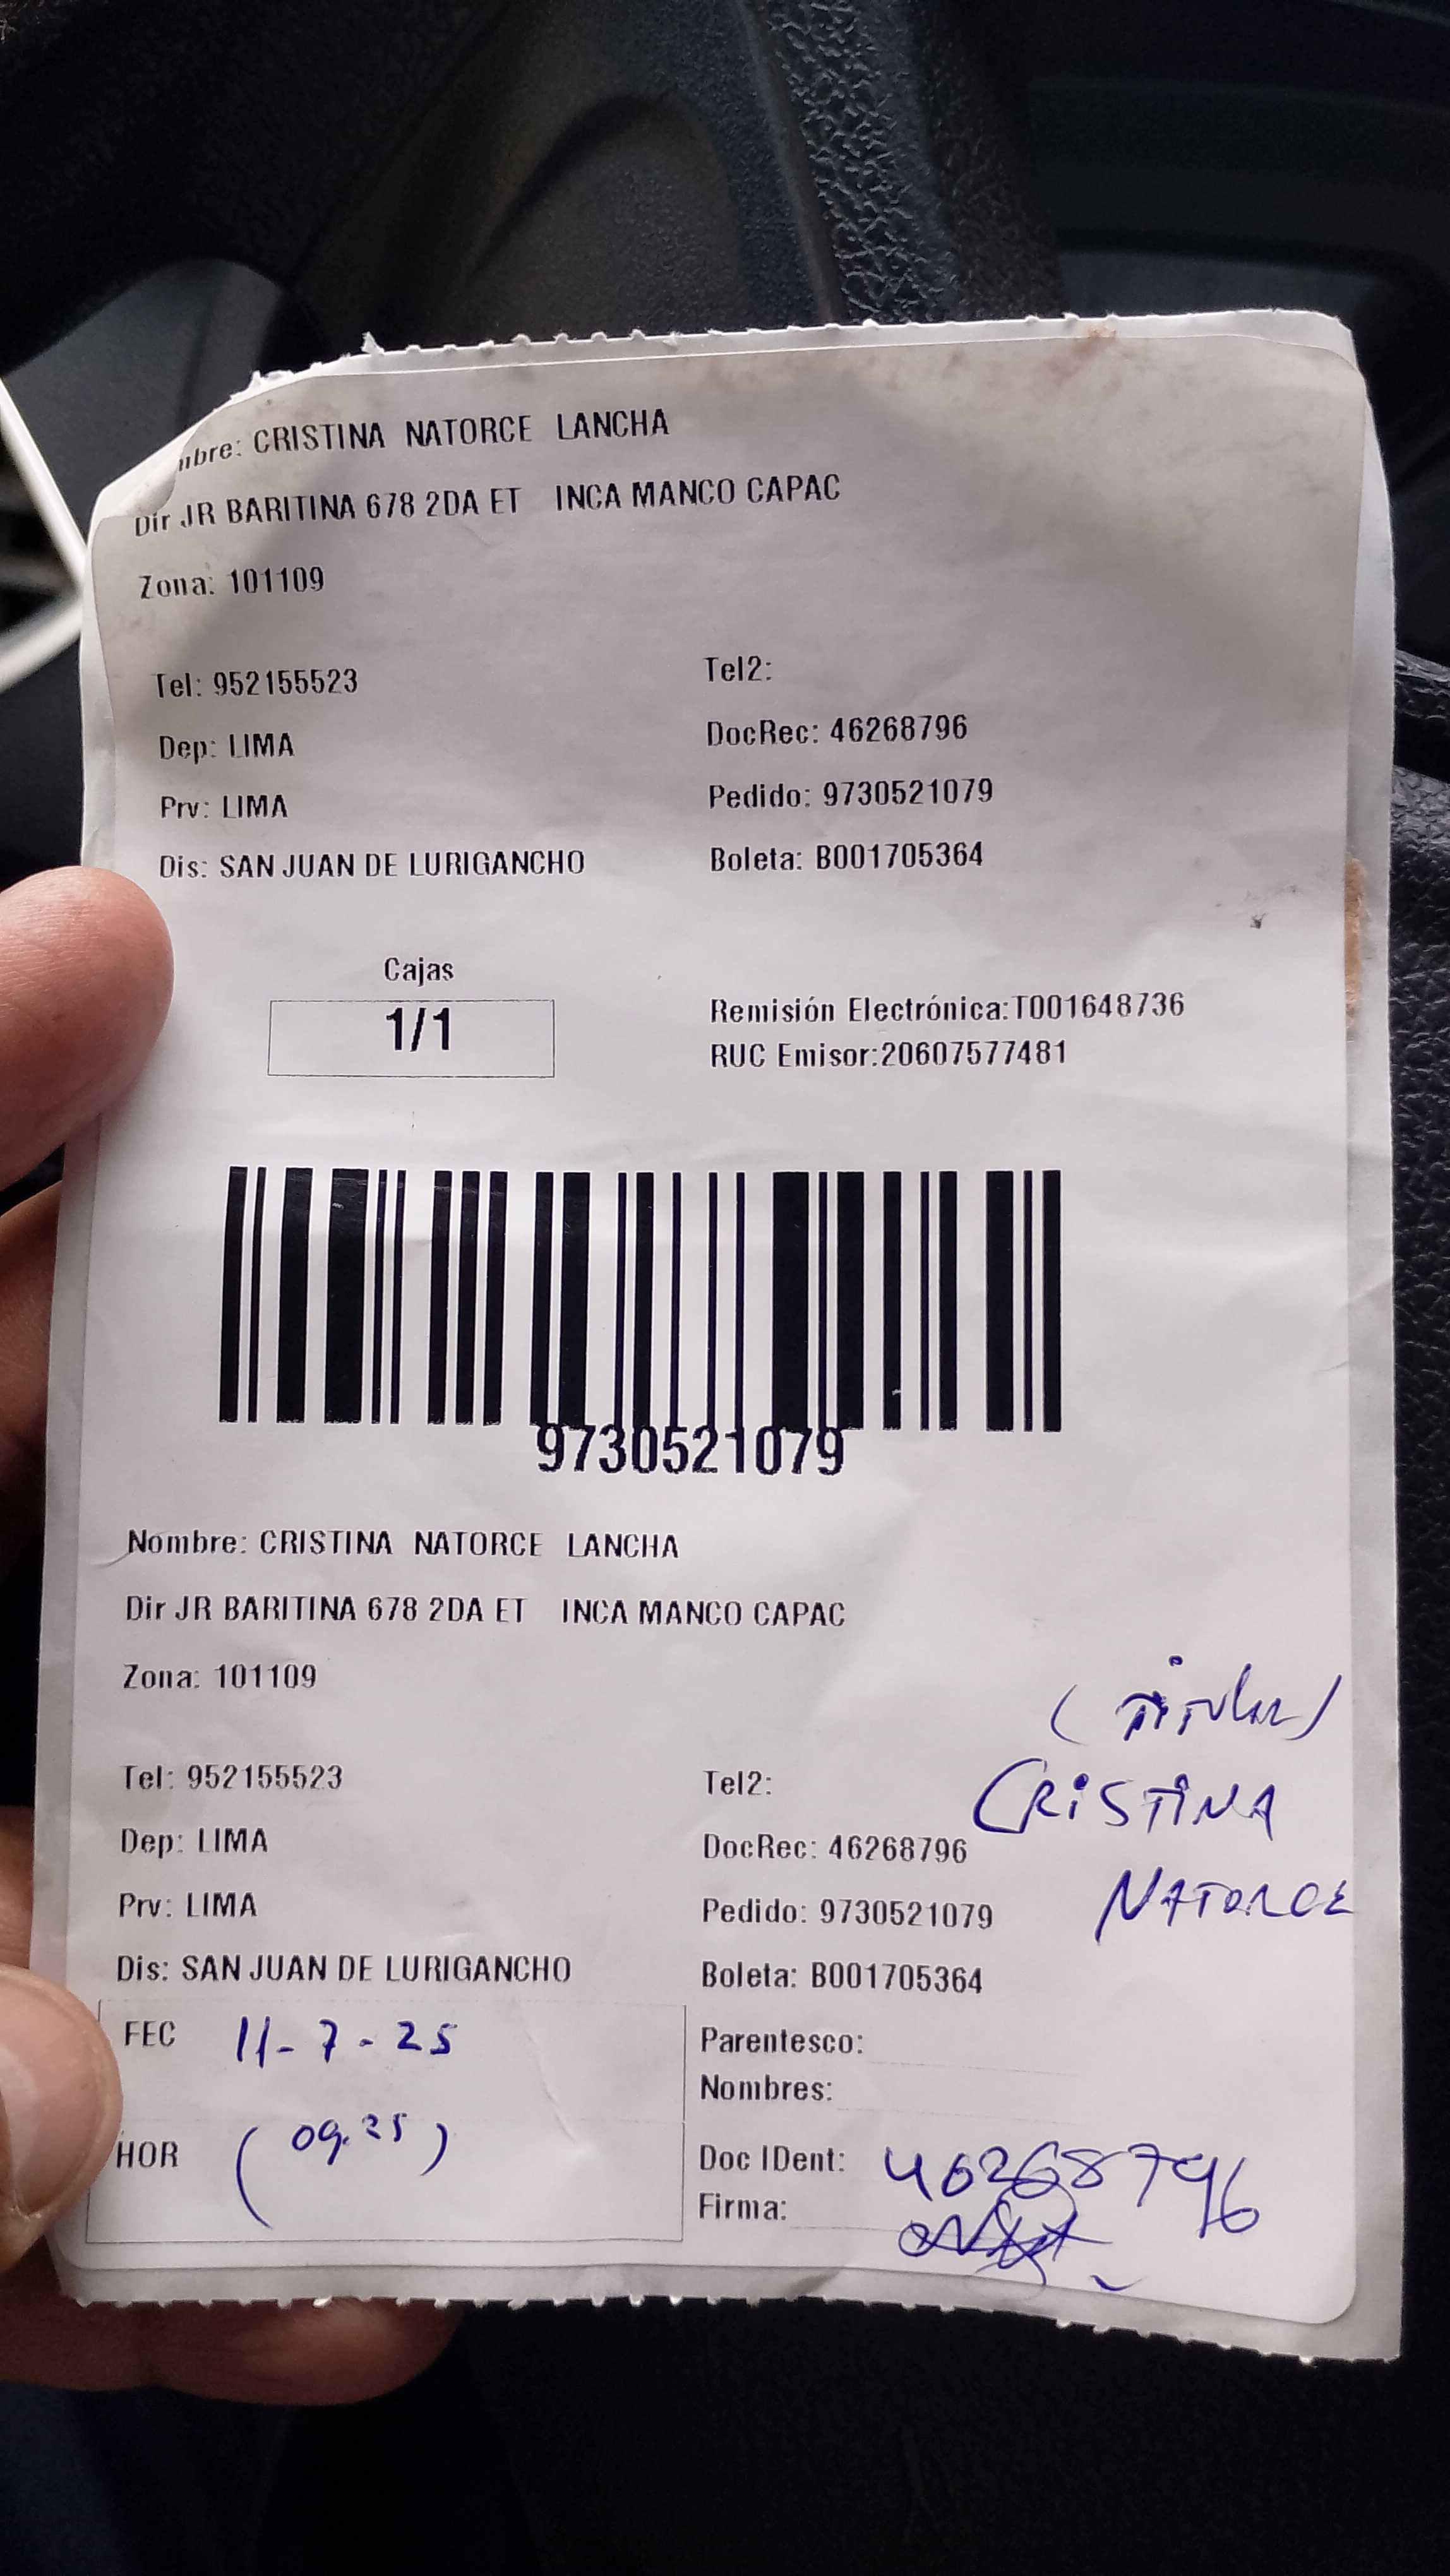 mbre: CRISTINA NATORCE LANCHA
Dir JR BARITINA 678 2DA ET INCA MANCO CAPAC
Zona: 101109
Tel: 952155523 Tel2:
Dep: LIMA DocRec: 46268796
Prv: LIMA Pedido: 9730521079
Dis: SAN JUAN DE LURIGANCHO Boleta: B001705364
Cajas
1/1
Remisión Electrónica:T001648736
RUC Emisor:20607577481
9730521079
Nombre: CRISTINA NATORCE LANCHA
Dir JR BARITINA 678 2DA ET INCA MANCO CAPAC
Zona: 101109
(Titular)
Tel: 952155523 Tel2: CRiSTiNA
Dep: LIMA DocRec: 46268796
Prv: LIMA Pedido: 9730521079 NATORCE
Dis: SAN JUAN DE LURIGANCHO Boleta: B001705364
FEC 11-7-25 Parentesco:
Nombres:
HOR (09.25) Doc IDent: 46268796
Firma: